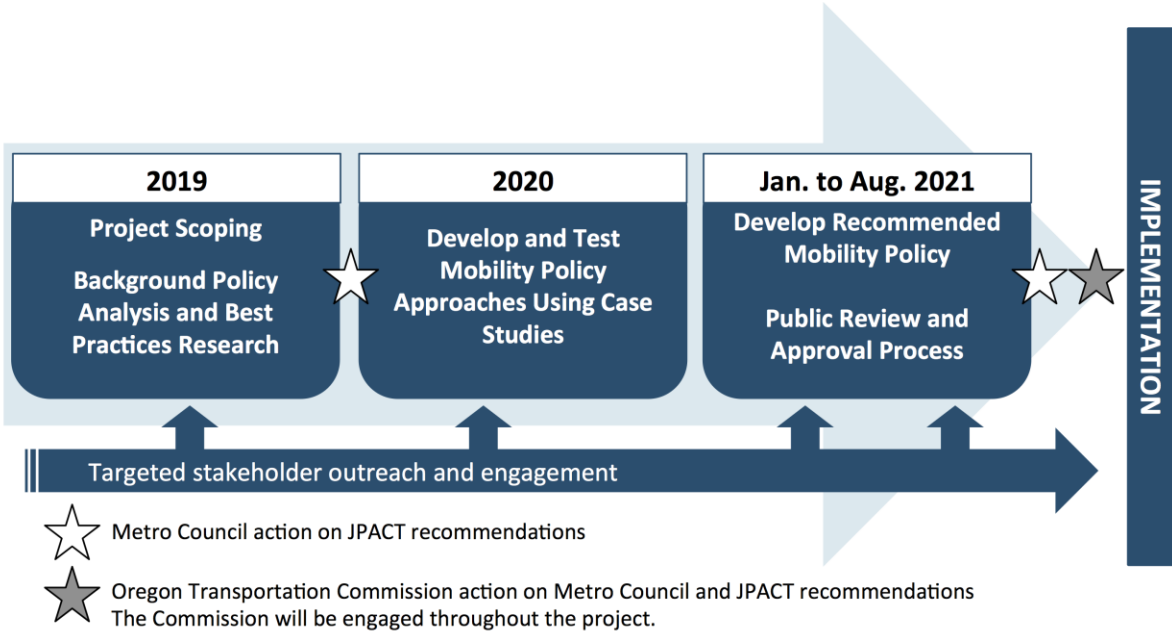 2019
Project Scoping
Background Policy
Analysis and Best
Practices Research
2020
Develop and Test
Mobility Policy
Approaches Using Case
Studies
Jan. to Aug. 2021
Develop Recommended
Mobility Policy
Public Review and
Approval Process
IMPLEMENTATION
Targeted stakeholder outreach and engagement
Metro Council action on JPACT recommendations
Oregon Transportation Commission action on Metro Council and JPACT recommendations
The Commission will be engaged throughout the project.